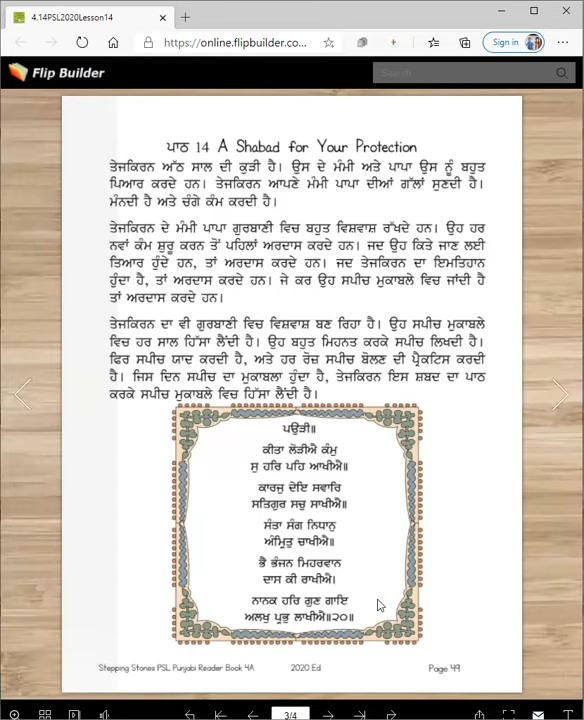 4.14PSL2020Lesson14
https://online.flipbuilder.co...
Sign in
Flip Builder
Search
ਪਾਠ 14 A Shabad for Your Protection
ਤੇਜਕਿਰਨ ਅੱਠ ਸਾਲ ਦੀ ਕੁੜੀ ਹੈ। ਉਸ ਦੇ ਮੰਮੀ ਅਤੇ ਪਾਪਾ ਉਸ ਨੂੰ ਬਹੁਤ
ਪਿਆਰ ਕਰਦੇ ਹਨ। ਤੇਜਕਿਰਨ ਆਪਣੇ ਮੰਮੀ ਪਾਪਾ ਦੀਆਂ ਗੱਲਾਂ ਸੁਣਦੀ ਹੈ।
ਮੰਨਦੀ ਹੈ ਅਤੇ ਚੰਗੇ ਕੰਮ ਕਰਦੀ ਹੈ।
ਤੇਜਕਿਰਨ ਦੇ ਮੰਮੀ ਪਾਪਾ ਗੁਰਬਾਣੀ ਵਿਚ ਬਹੁਤ ਵਿਸ਼ਵਾਸ਼ ਰੱਖਦੇ ਹਨ। ਉਹ ਹਰ
ਨਵਾਂ ਕੰਮ ਸ਼ੁਰੂ ਕਰਨ ਤੋਂ ਪਹਿਲਾਂ ਅਰਦਾਸ ਕਰਦੇ ਹਨ। ਜਦ ਉਹ ਕਿਤੇ ਜਾਣ ਲਈ
ਤਿਆਰ ਹੁੰਦੇ ਹਨ, ਤਾਂ ਅਰਦਾਸ ਕਰਦੇ ਹਨ। ਜਦ ਤੇਜਕਿਰਨ ਦਾ ਇਮਤਿਹਾਨ
ਹੁੰਦਾ ਹੈ, ਤਾਂ ਅਰਦਾਸ ਕਰਦੇ ਹਨ। ਜੇ ਕਰ ਉਹ ਸਪੀਚ ਮੁਕਾਬਲੇ ਵਿਚ ਜਾਂਦੀ ਹੈ
ਤਾਂ ਅਰਦਾਸ ਕਰਦੇ ਹਨ।
ਤੇਜਕਿਰਨ ਦਾ ਵੀ ਗੁਰਬਾਣੀ ਵਿਚ ਵਿਸ਼ਵਾਸ਼ ਬਣ ਰਿਹਾ ਹੈ। ਉਹ ਸਪੀਚ ਮੁਕਾਬਲੇ
ਵਿਚ ਹਰ ਸਾਲ ਹਿੱਸਾ ਲੈਂਦੀ ਹੈ। ਉਹ ਬਹੁਤ ਮਿਹਨਤ ਕਰਕੇ ਸਪੀਚ ਲਿਖਦੀ ਹੈ।
ਫਿਰ ਸਪੀਚ ਯਾਦ ਕਰਦੀ ਹੈ, ਅਤੇ ਹਰ ਰੋਜ਼ ਸਪੀਚ ਬੋਲਣ ਦੀ ਪ੍ਰੈਕਟਿਸ ਕਰਦੀ
ਹੈ। ਜਿਸ ਦਿਨ ਸਪੀਚ ਦਾ ਮੁਕਾਬਲਾ ਹੁੰਦਾ ਹੈ, ਤੇਜਕਿਰਨ ਇਸ ਸ਼ਬਦ ਦਾ ਪਾਠ
ਕਰਕੇ ਸਪੀਚ ਮੁਕਾਬਲੇ ਵਿਚ ਹਿੱਸਾ ਲੈਂਦੀ ਹੈ।
ਪਉੜੀ॥
ਕੀਤਾ ਲੋੜੀਐ ਕੰਮੁ
ਸੁ ਹਰਿ ਪਹਿ ਆਖੀਐ॥
ਕਾਰਜੁ ਦੇਇ ਸਵਾਰਿ
ਸਤਿਗੁਰ ਸਚੁ ਸਾਖੀਐ॥
ਸੰਤਾ ਸੰਗ ਨਿਧਾਨੁ
ਅੰਮ੍ਰਿਤੁ ਚਾਖੀਐ॥
ਭੈ ਭੰਜਨ ਮਿਹਰਵਾਨ
ਦਾਸ ਕੀ ਰਾਖੀਐ।
ਨਾਨਕ ਹਰਿ ਗੁਣ ਗਾਇ
ਅਲਖੁ ਪ੍ਰਭੁ ਲਾਖੀਐ॥੨੦॥
Stepping Stones PSL Punjabi Reader Book 4A 2020 Ed Page 49
3/4